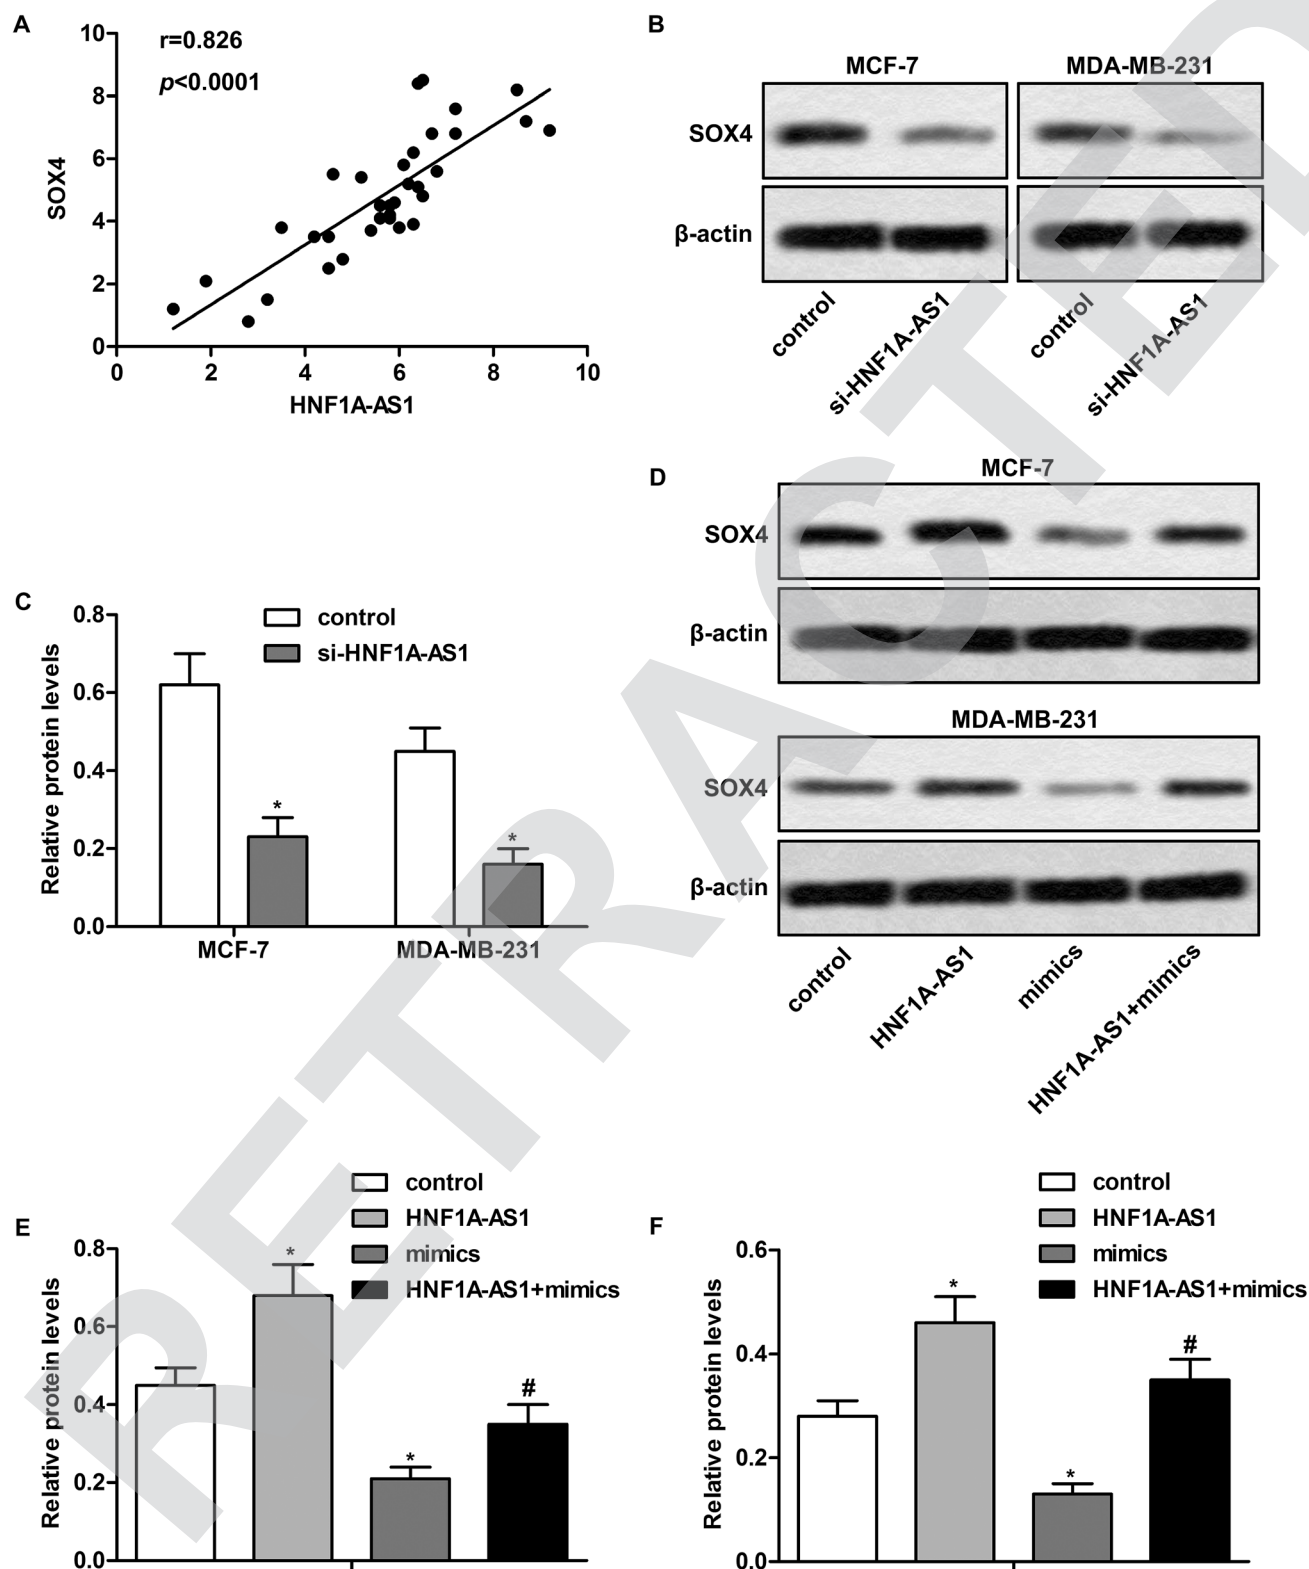 A
r=0.826
p<0.0001
SOX4
10
8
6
4
2
0
0 2 4 6 8 10
HNF1A-AS1
B
MCF-7 MDA-MB-231
SOX4
β-actin
control si-HNF1A-AS1 control si-HNF1A-AS1
C
control
si-HNF1A-AS1
Relative protein levels
0.8
0.6
0.4
0.2
0.0
* *
MCF-7 MDA-MB-231
D
MCF-7
SOX4
β-actin
MDA-MB-231
SOX4
β-actin
control HNF1A-AS1 mimics HNF1A-AS1+mimics
E
control
HNF1A-AS1
mimics
HNF1A-AS1+mimics
Relative protein levels
0.8
0.6
0.4
0.2
0.0
* * #
F
control
HNF1A-AS1
mimics
HNF1A-AS1+mimics
Relative protein levels
0.6
0.4
0.2
0.0
* * #
RETRACTED